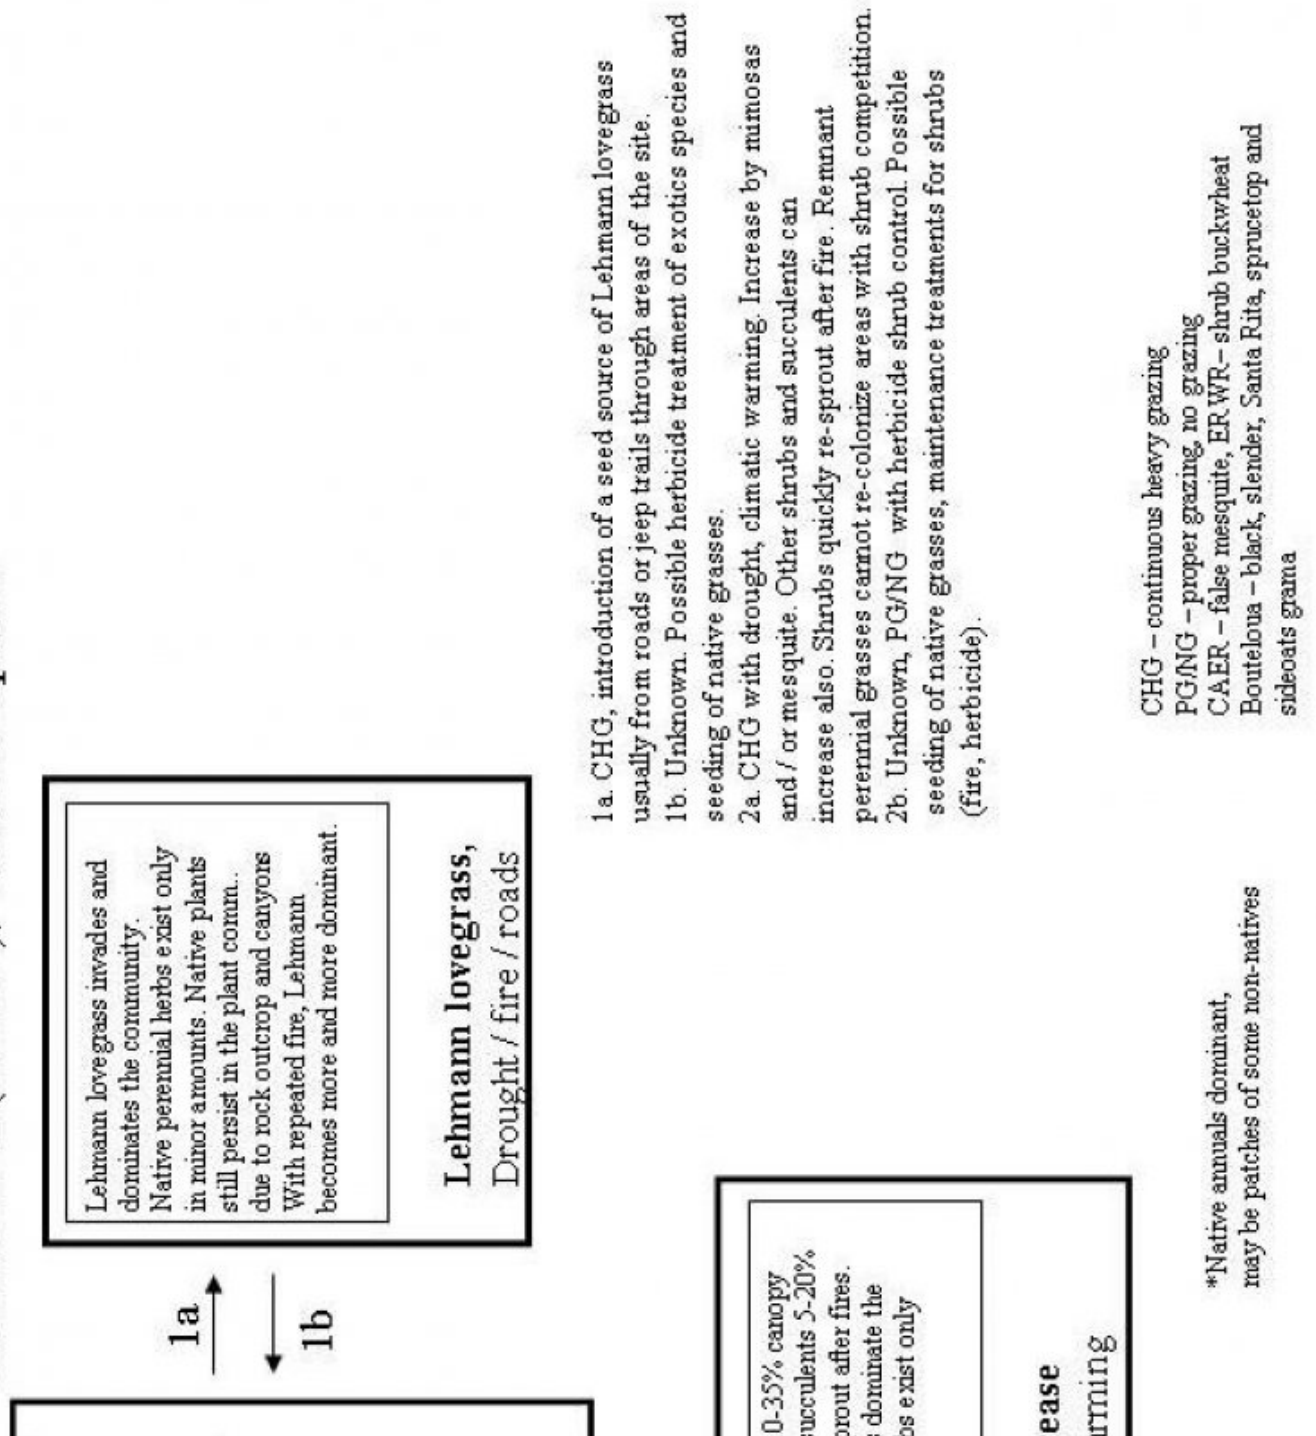 Lehmann lovegrass invades and
dominates the community.
Native perennial herbs exist only
in minor amounts. Native plants
still persist in the plant comm..
due to rock outcrop and canyons
With repeated fire, Lehmann
becomes more and more dominant.
Lehmann lovegrass,
Drought / fire / roads
1a
1b
1a. CHG, introduction of a seed source of Lehmann lovegrass
usually from roads or jeep trails through areas of the site.
1b. Unknown. Possible herbicide treatment of exotics species and
seeding of native grasses.
2a. CHG with drought, climatic warming. Increase by mimosas
and / or mesquite. Other shrubs and succulents can
increase also. Shrubs quickly re-sprout after fire. Remnant
perennial grasses cannot re-colonize areas with shrub competition.
2b. Unknown, PG/NG with herbicide shrub control. Possible
seeding of native grasses, maintenance treatments for shrubs
(fire, herbicide).
0-35% canopy
succulents 5-20%
prout after fires.
s dominate the
bs exist only
ease
arming
*Native annuals dominant,
may be patches of some non-natives
CHG – continuous heavy grazing
PG/NG – proper grazing, no grazing
CAER – false mesquite, ERWR – shrub buckwheat
Bouteloua – black, slender, Santa Rita, sprucetop and
sideoats grama